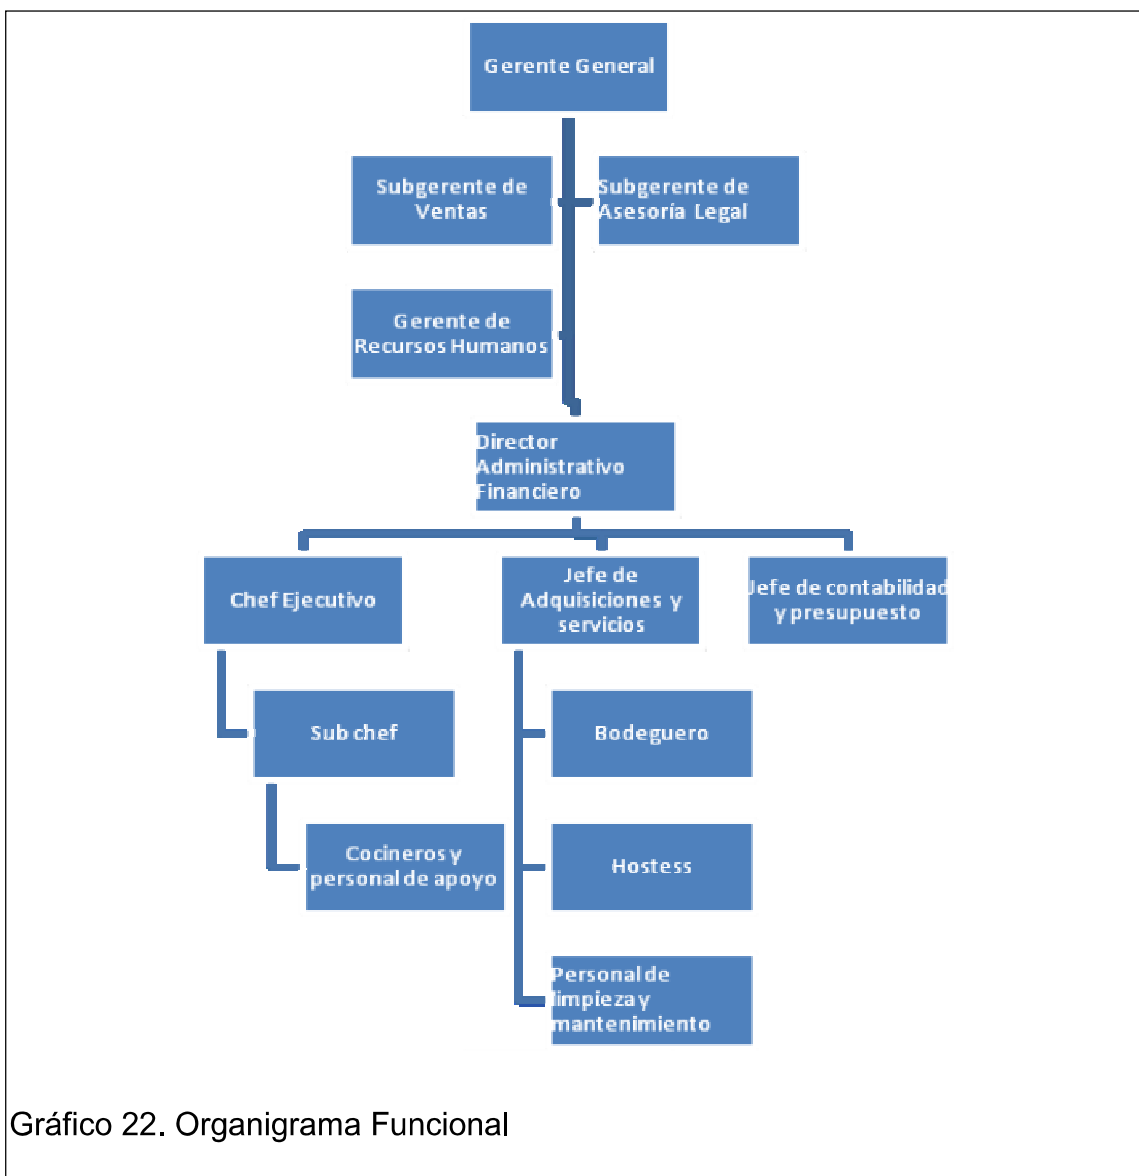 Gerente General
Subgerente de
Ventas
Subgerente de
Asesoría Legal
Gerente de
Recursos Humanos
Director
Administrativo
Financiero
Chef Ejecutivo
Jefe de
Adquisiciones y
servicios
Jefe de contabilidad
y presupuesto
Sub chef
Bodeguero
Cocineros y
personal de apoyo
Hostess
Personal de
limpieza y
mantenimiento
Gráfico 22. Organigrama Funcional